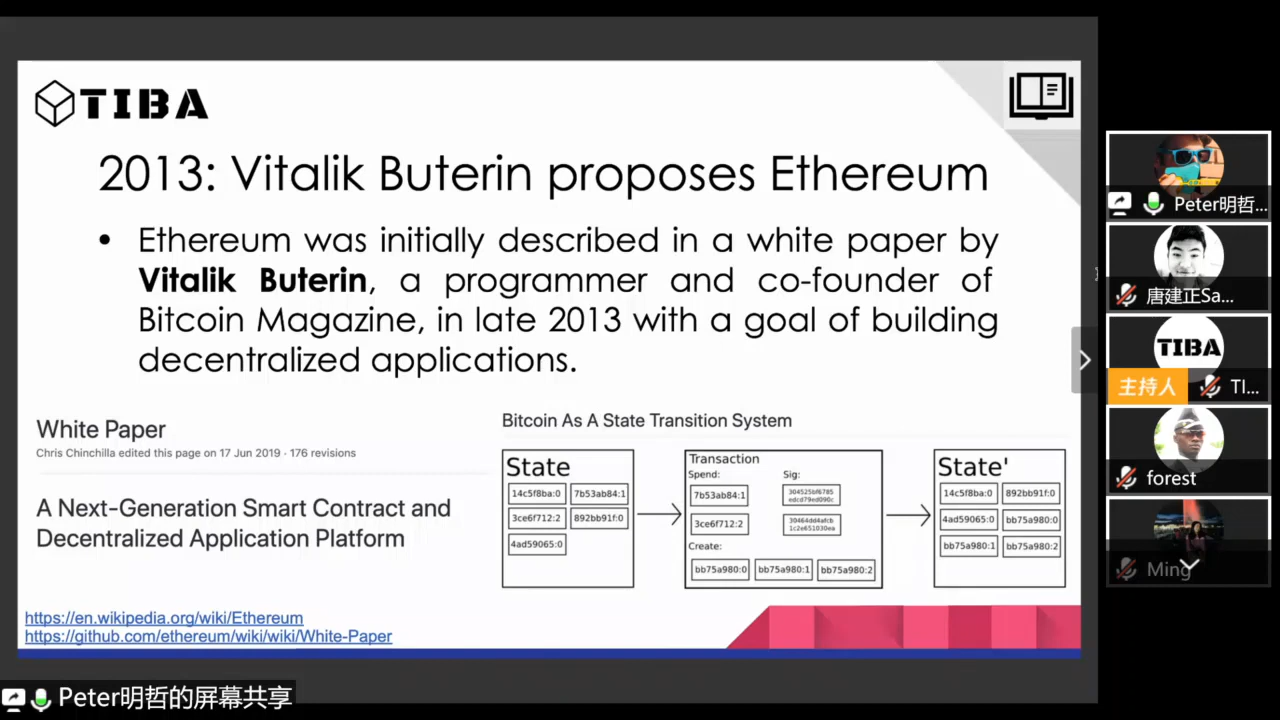 TIBA
2013: Vitalik Buterin proposes Ethereum
• Ethereum was initially described in a white paper by
Vitalik Buterin, a programmer and co-founder of
Bitcoin Magazine, in late 2013 with a goal of building
decentralized applications.
White Paper
Chris Chinchilla edited this page on 17 Jun 2019 · 176 revisions
A Next-Generation Smart Contract and
Decentralized Application Platform
https://en.wikipedia.org/wiki/Ethereum
https://github.com/ethereum/wiki/wiki/White-Paper
Bitcoin As A State Transition System
State
14c5f8ba:0 7b53ab84:1
3ce6f712:2 892bb91f:0
4ad59065:0
Transaction
Spend: Sig:
7b53ab84:1 304525bf6785
edcd79ed090c
3ce6f712:2 30464dd4afcb
1c2e651030ea
Create:
bb75a980:0 bb75a980:1 bb75a980:2
State'
14c5f8ba:0 892bb91f:0
4ad59065:0 bb75a980:0
bb75a980:1 bb75a980:2
Peter明哲...
唐建正Sa...
TIBA
主持人 TI...
forest
Ming
Peter明哲的屏幕共享